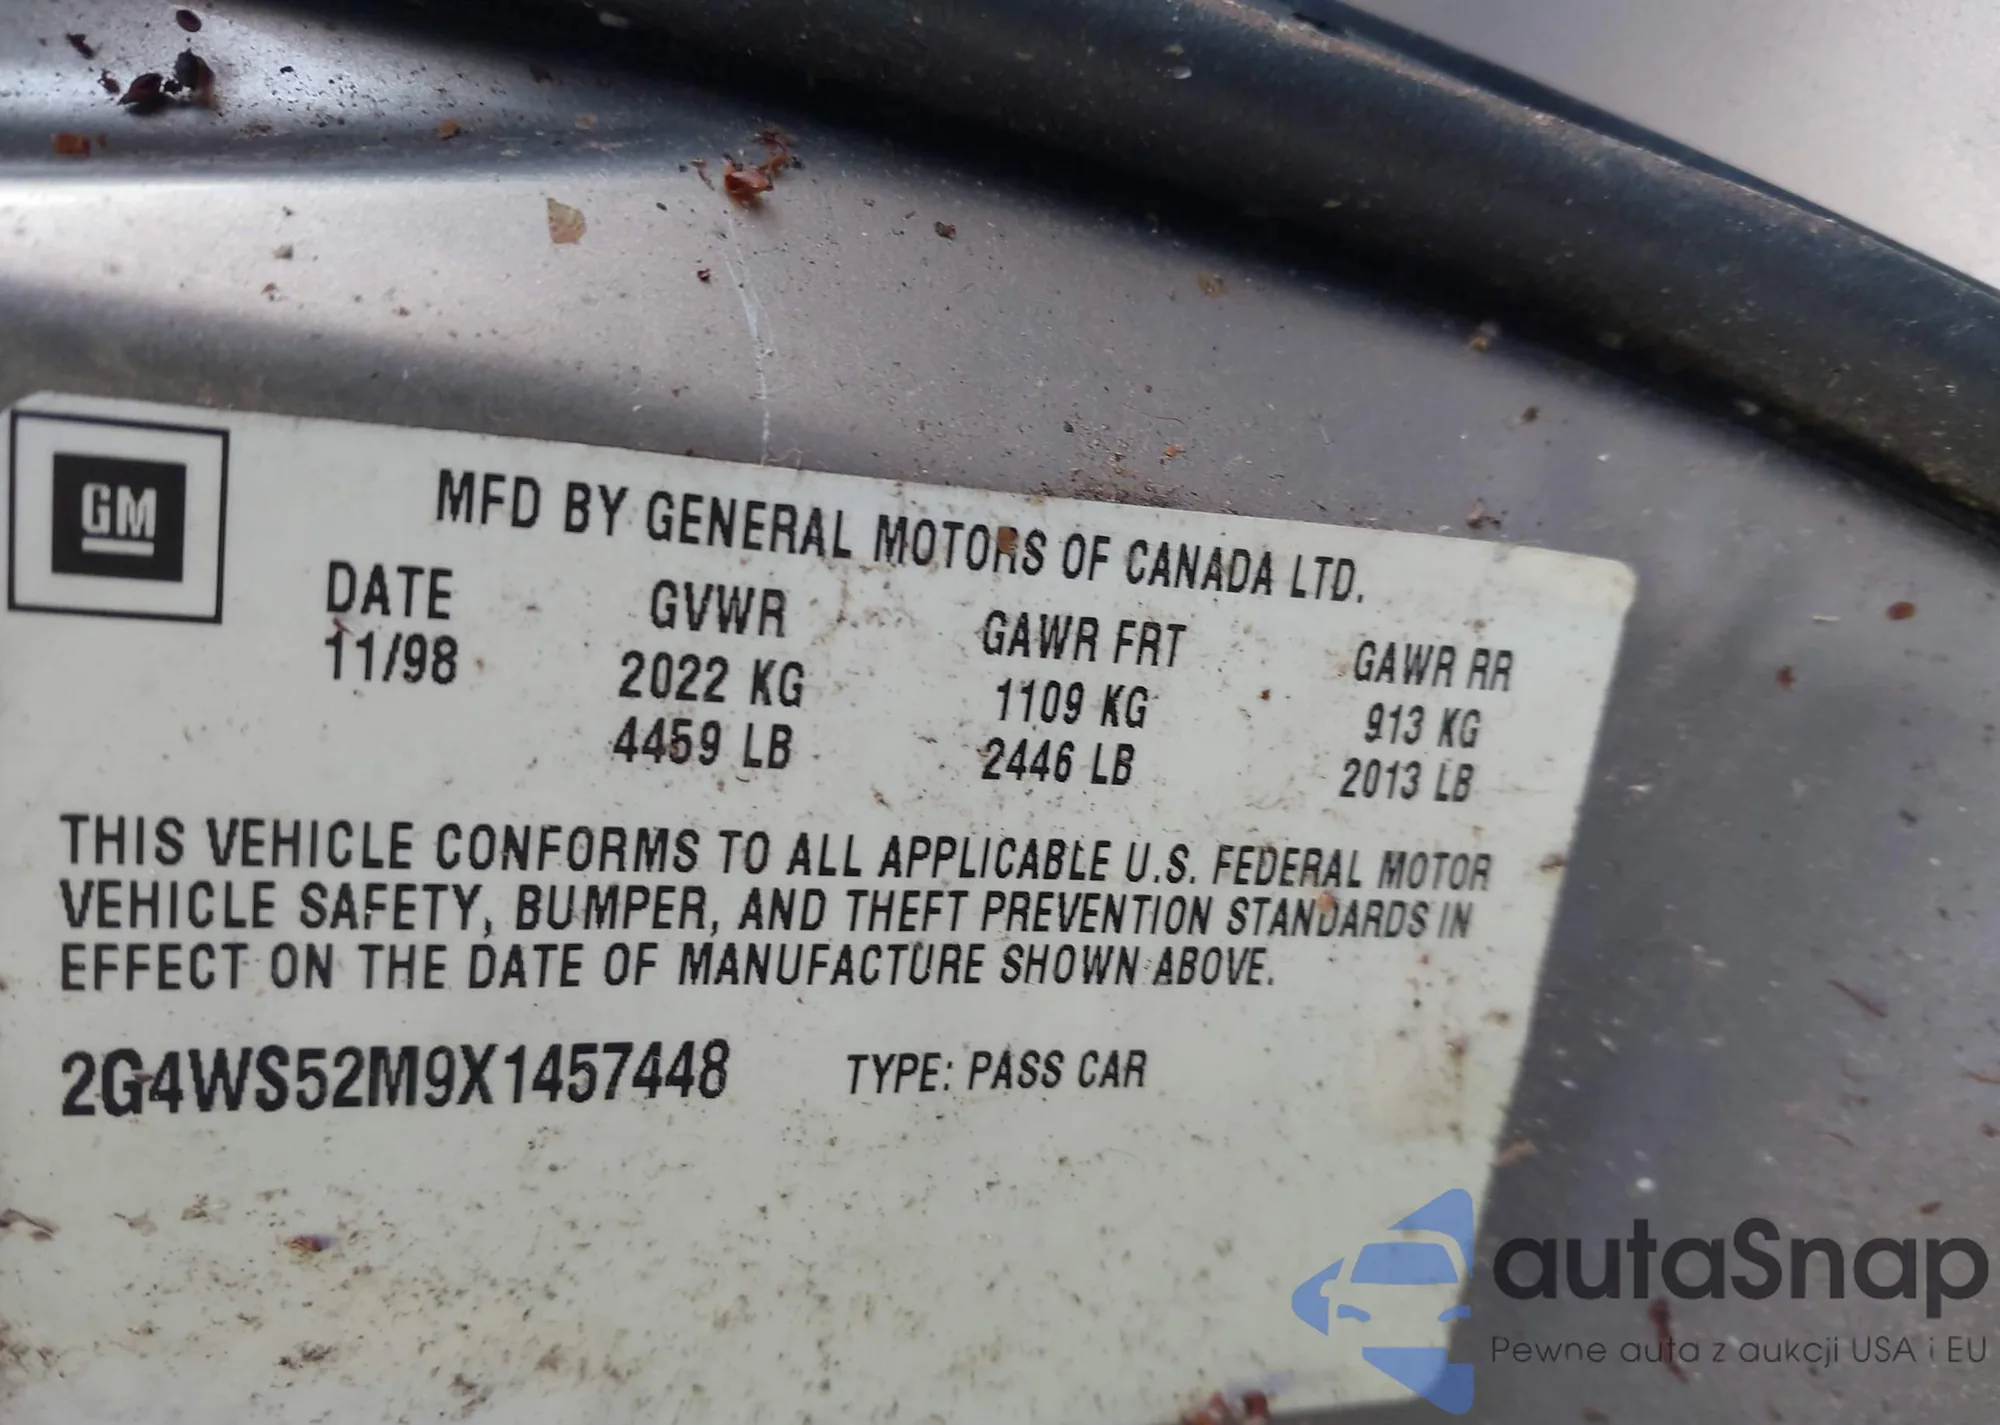 GM
MFD BY GENERAL MOTORS OF CANADA LTD.
DATE GVWR GAWR FRT GAWR RR
11/98 2022 KG 1109 KG 913 KG
4459 LB 2446 LB 2013 LB
THIS VEHICLE CONFORMS TO ALL APPLICABLE U.S. FEDERAL MOTOR
VEHICLE SAFETY, BUMPER, AND THEFT PREVENTION STANDARDS IN
EFFECT ON THE DATE OF MANUFACTURE SHOWN ABOVE.
2G4WS52M9X1457448 TYPE: PASS CAR
autaSnap
Pewne auta z aukcji USA i EU